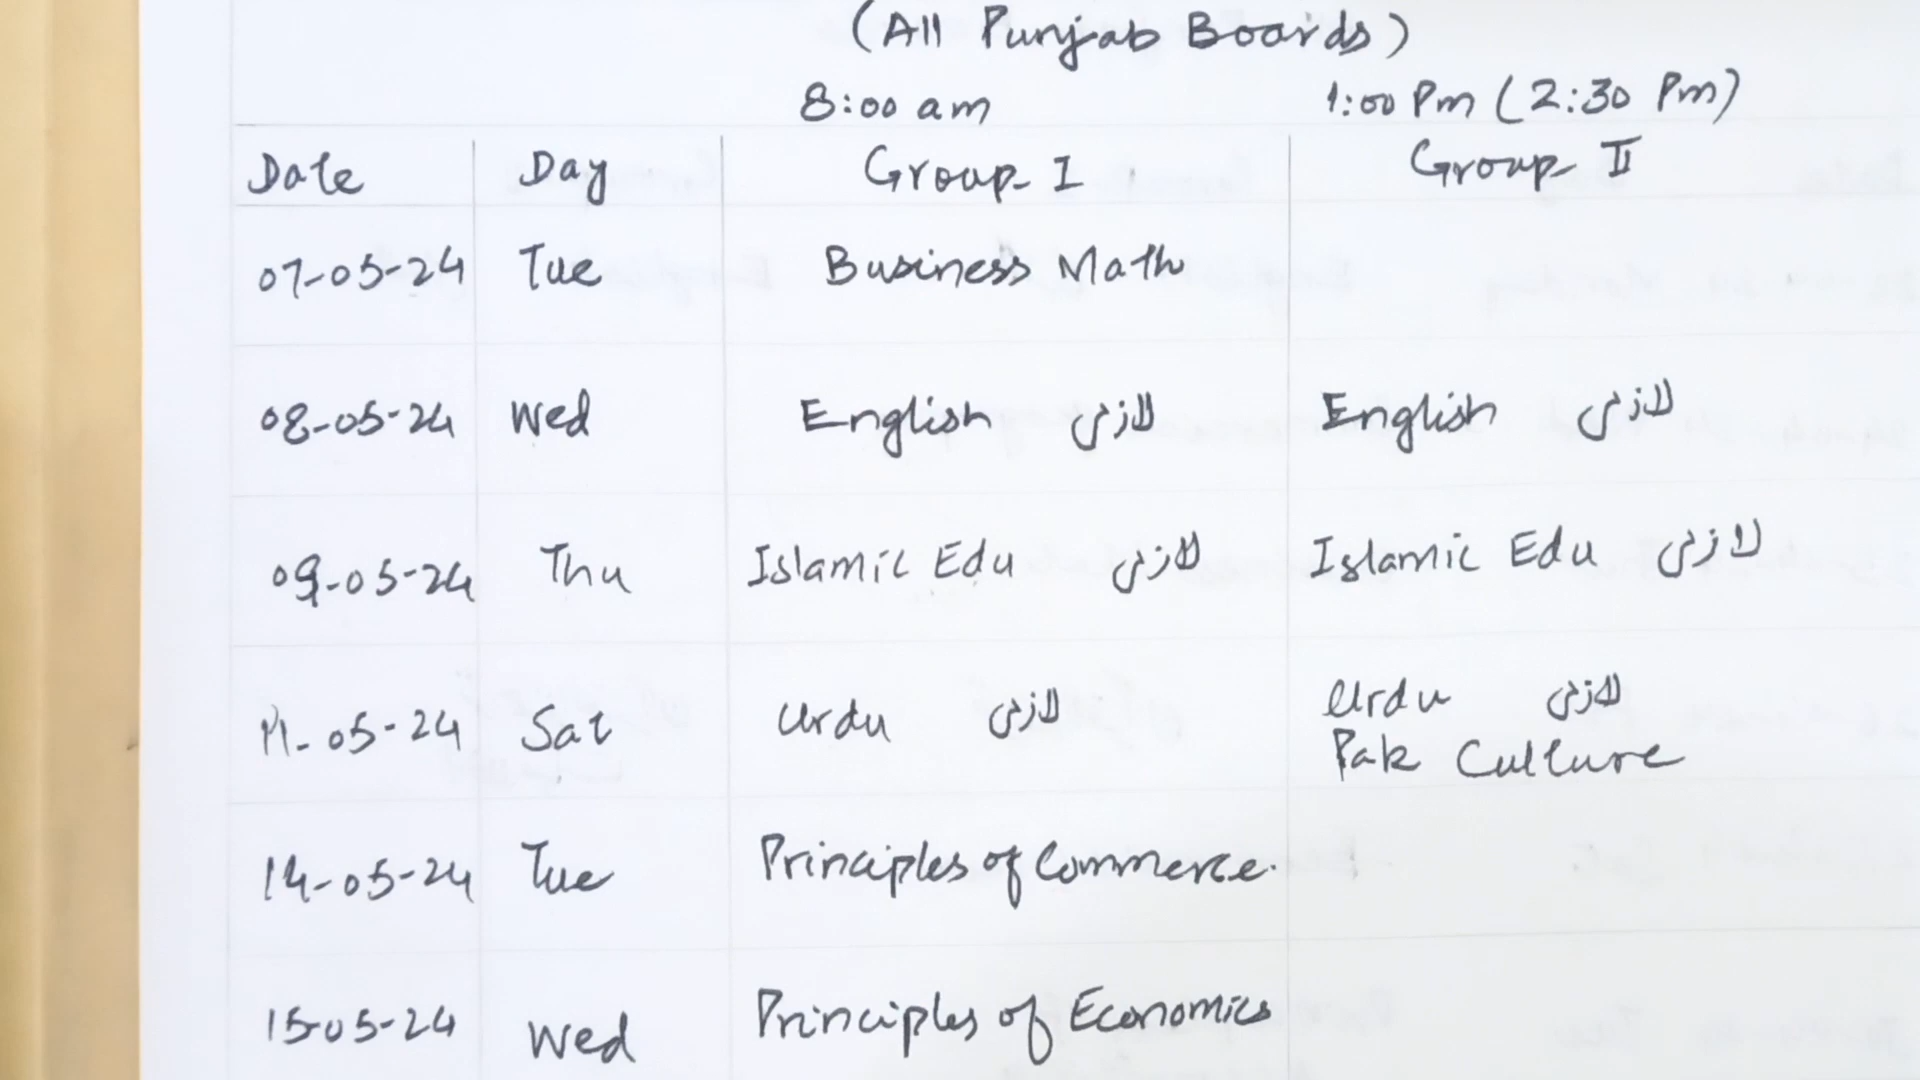 (All Punjab Boards)
8:00 am 1:00 Pm (2:30 Pm)
Date Day Group I Group II
07-05-24 Tue Business Math
08-05-24 Wed English لازمی English لازمی
09-05-24 Thu Islamic Edu لازمی Islamic Edu لازمی
11-05-24 Sat Urdu لازمی Urdu لازمی
Pak Culture
14-05-24 Tue Principles of Commerce.
15-05-24 Wed Principles of Economics